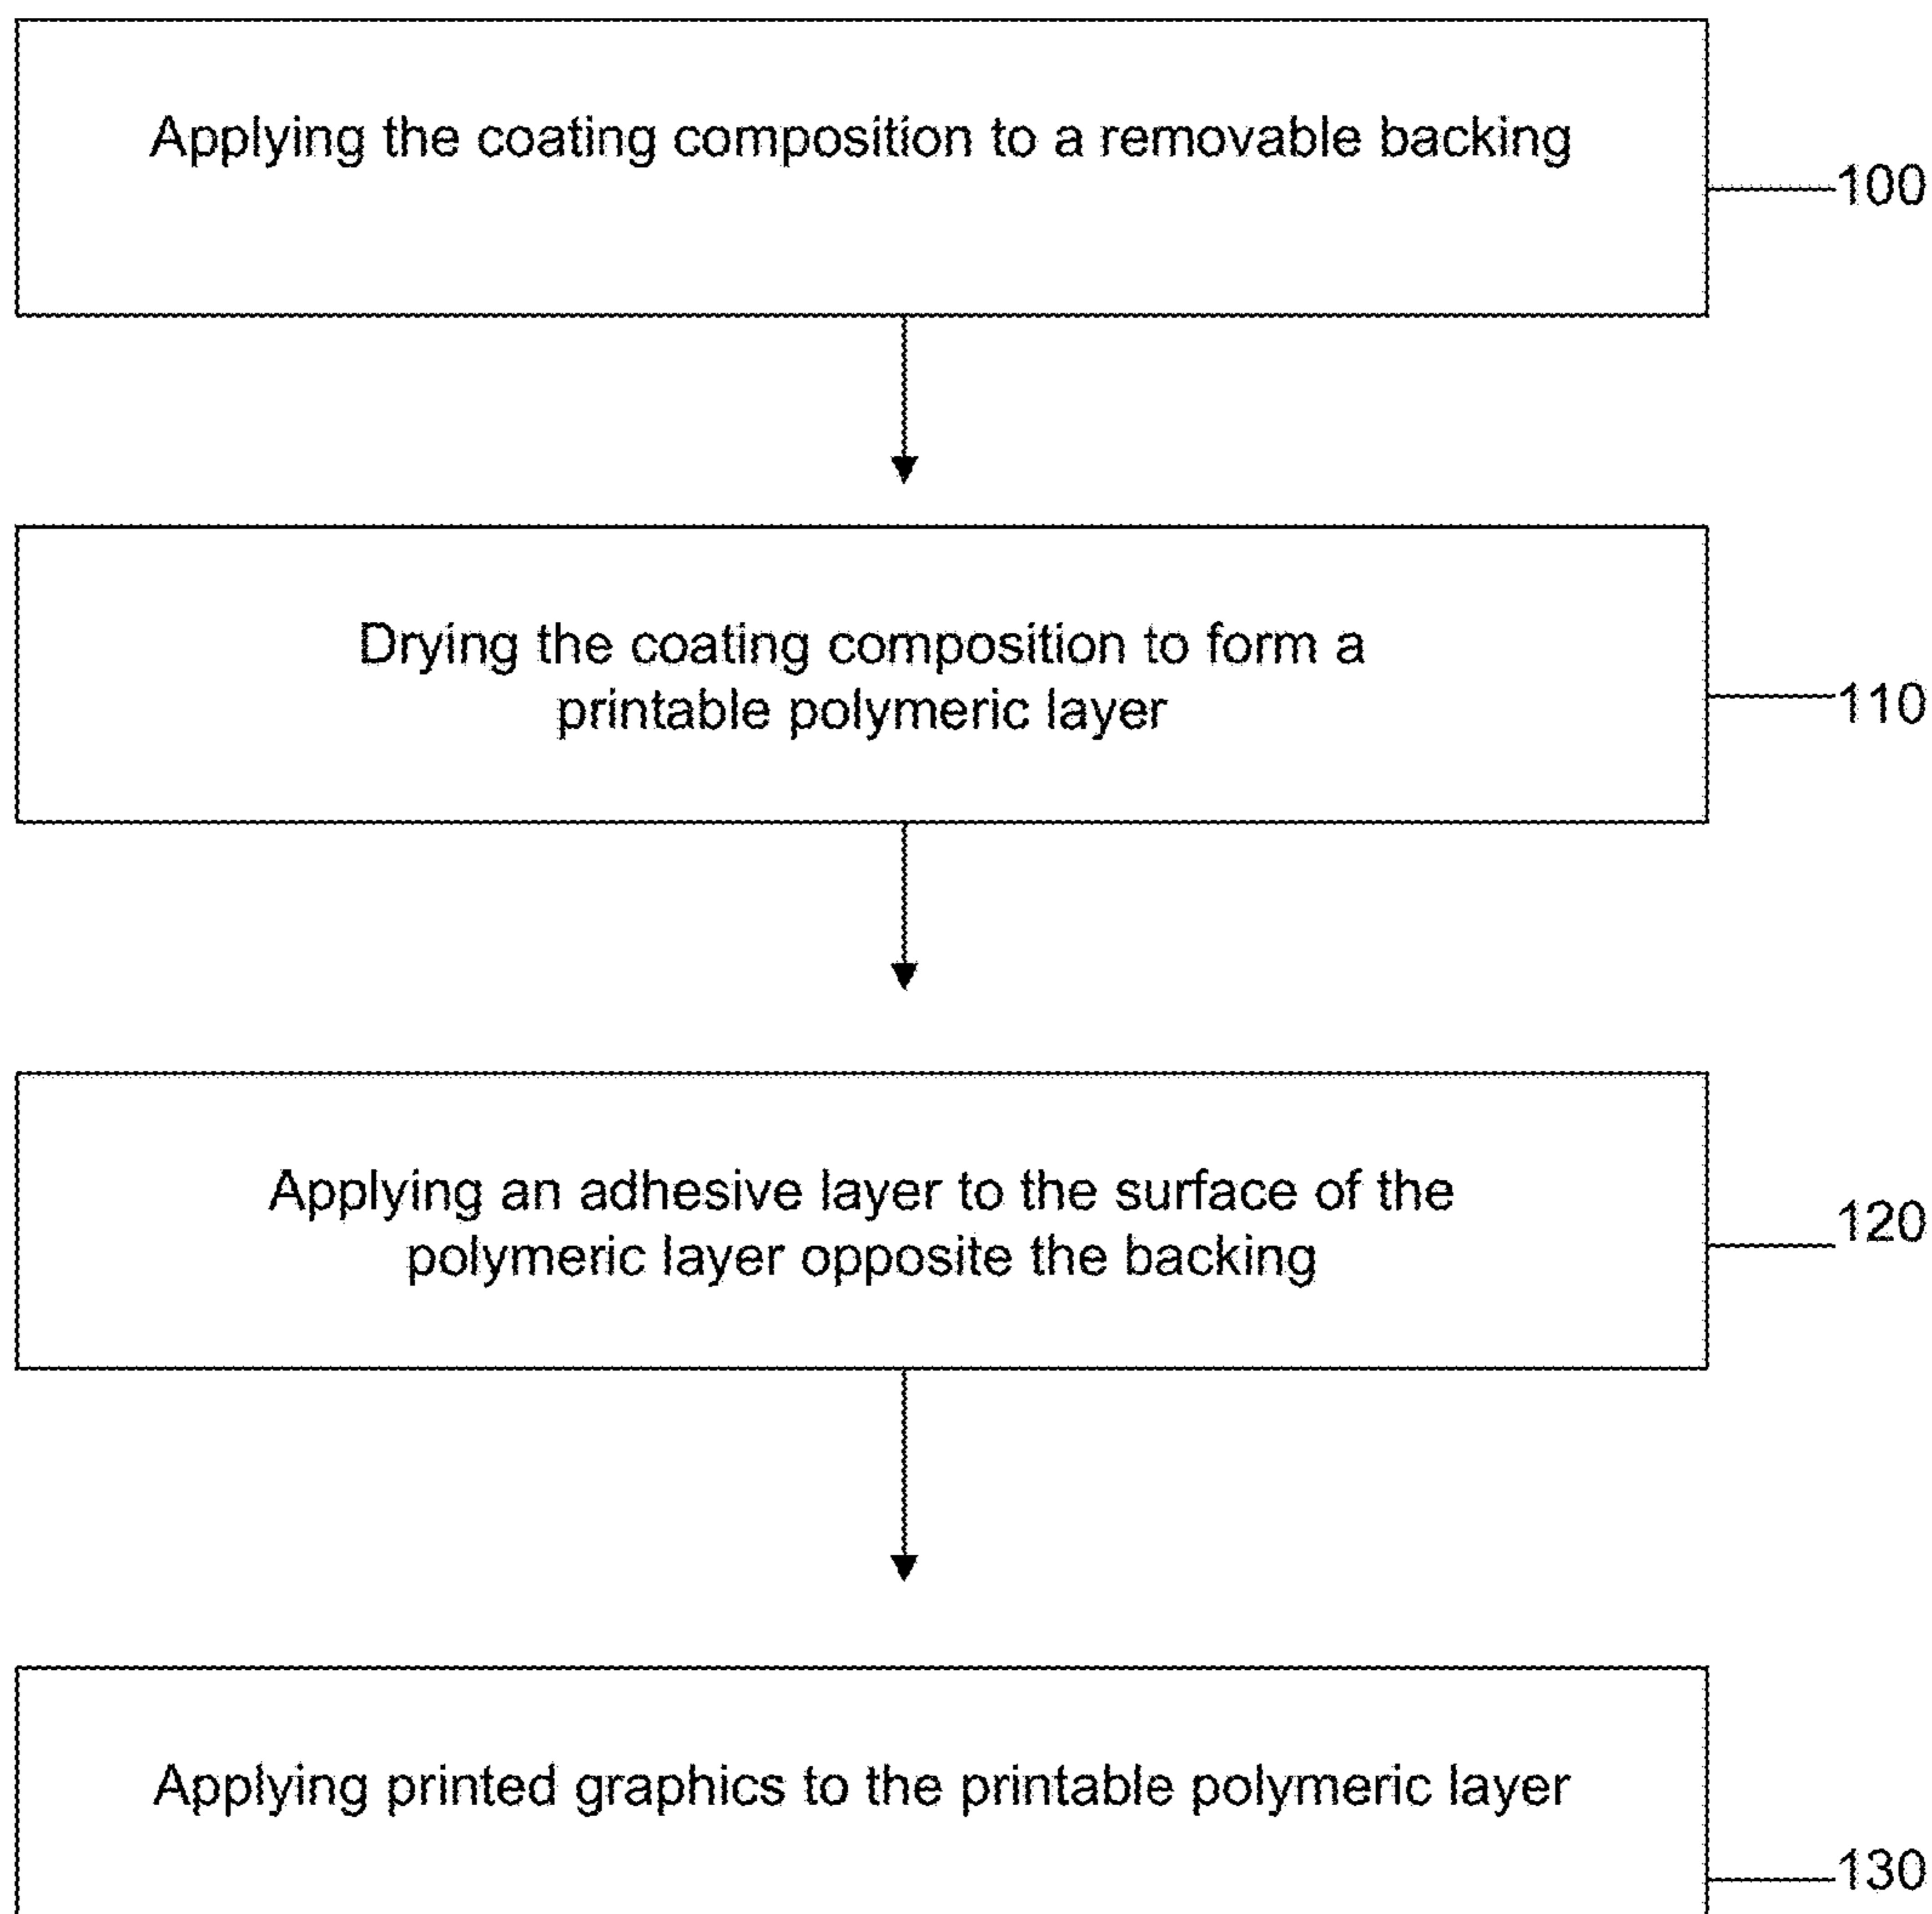 Applying the coating composition to a removable backing
100
Drying the coating composition to form a
printable polymeric layer
110
Applying an adhesive layer to the surface of the
polymeric layer opposite the backing
120
Applying printed graphics to the printable polymeric layer
130